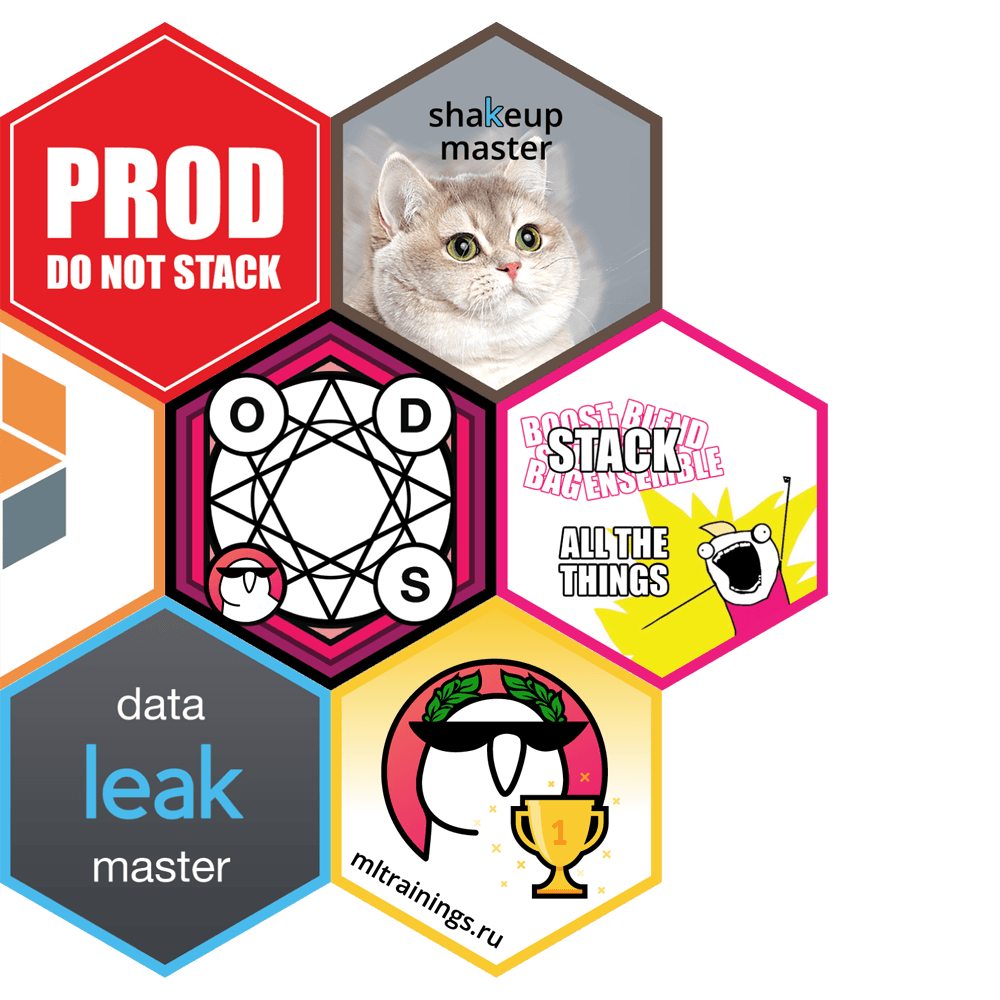 PROD
DO NOT STACK
shakeup
master
O D
S
BOOST BLEND
STACK
BAG ENSEMBLE
ALL THE
THINGS
data
leak
master
1
mltrainings.ru